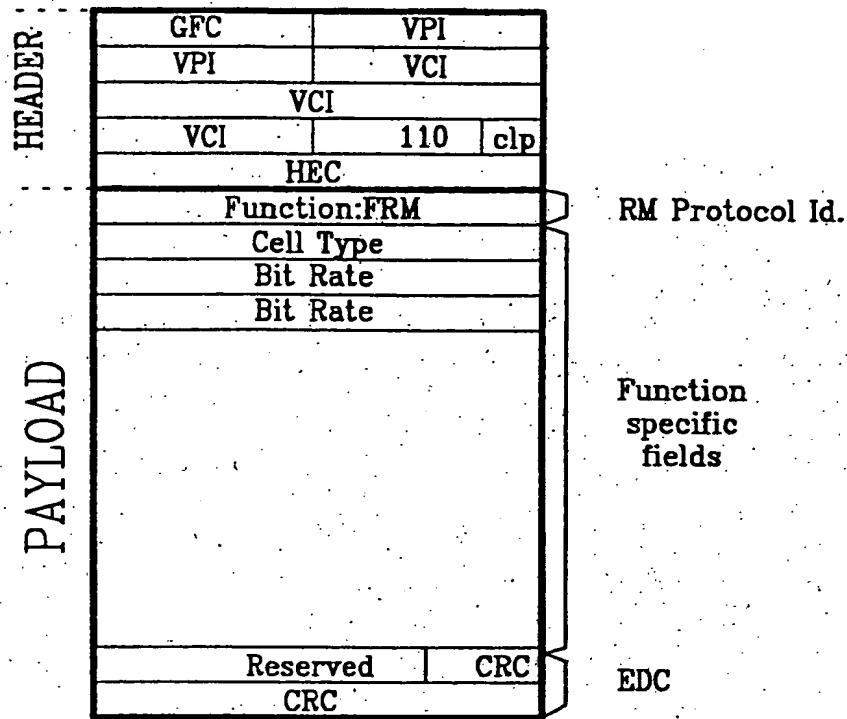 HEADER
GFC VPI
VPI VCI
VCI
VCI 110 clp
HEC
Function:FRM RM Protocol Id.
Cell Type
Bit Rate
Bit Rate
PAYLOAD
Function
specific
fields
Reserved CRC
CRC
EDC